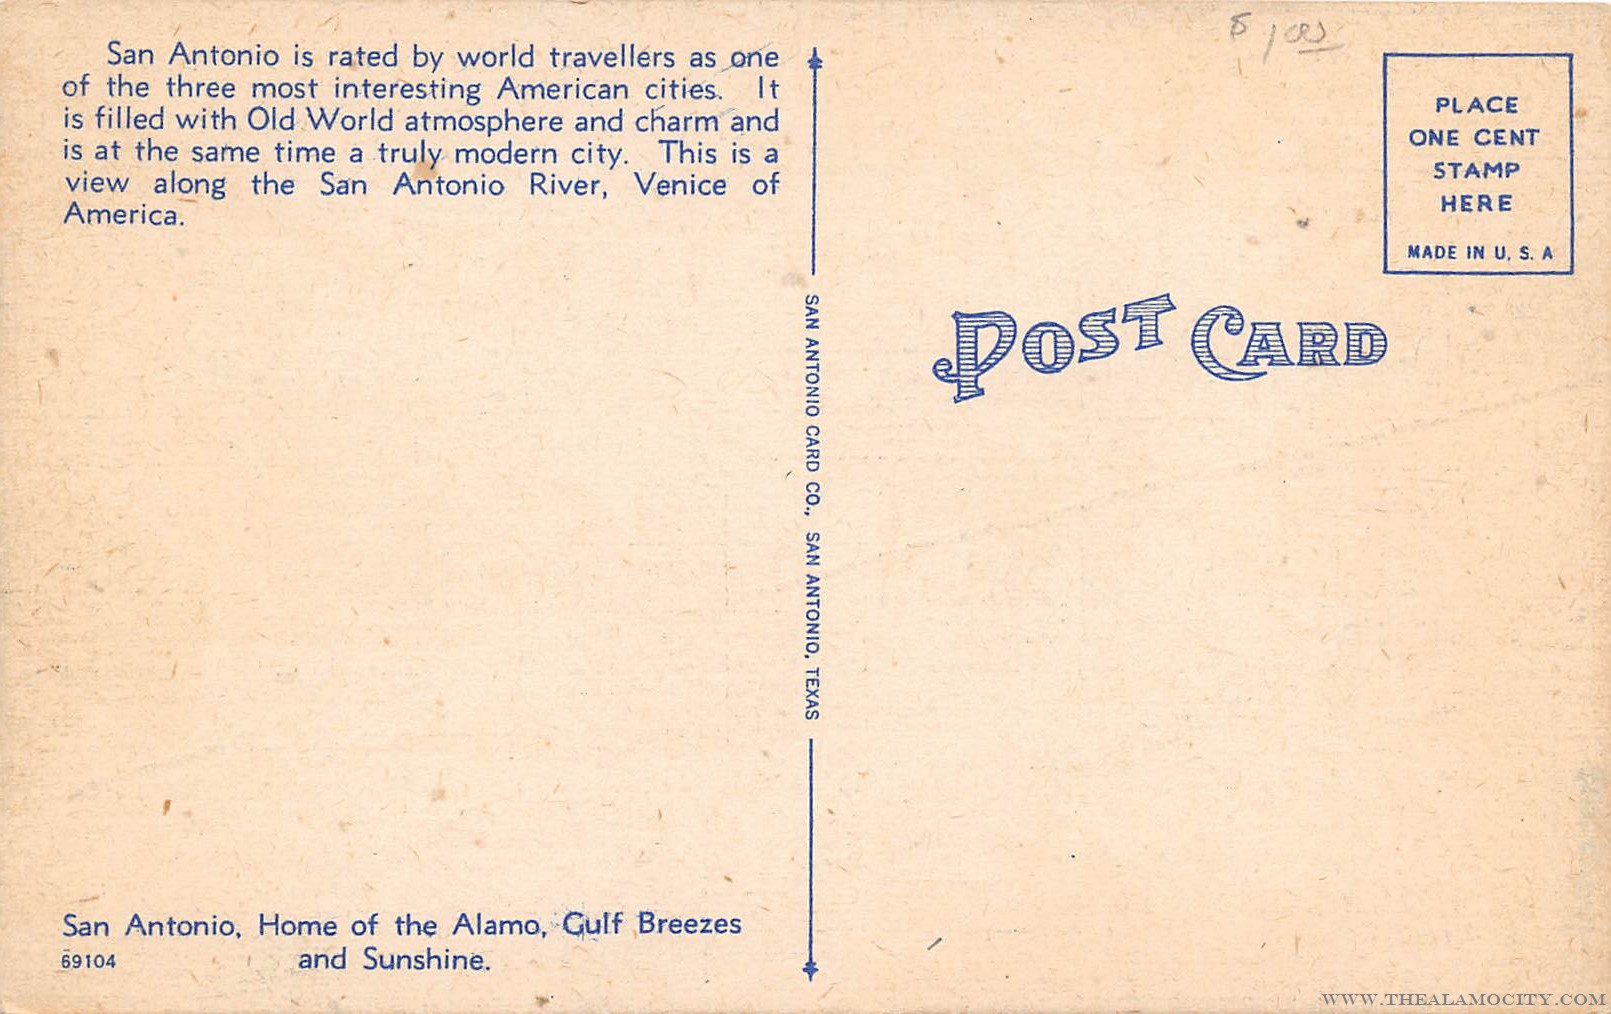 San Antonio is rated by world travellers as one
of the three most interesting American cities. It
is filled with Old World atmosphere and charm and
is at the same time a truly modern city. This is a
view along the San Antonio River, Venice of
America.
San Antonio, Home of the Alamo, Gulf Breezes
and Sunshine.
69104
SAN ANTONIO CARD CO., SAN ANTONIO, TEXAS
PLACE
ONE CENT
STAMP
HERE
MADE IN U. S. A
POST CARD
WWW.THEALAMOCITY.COM